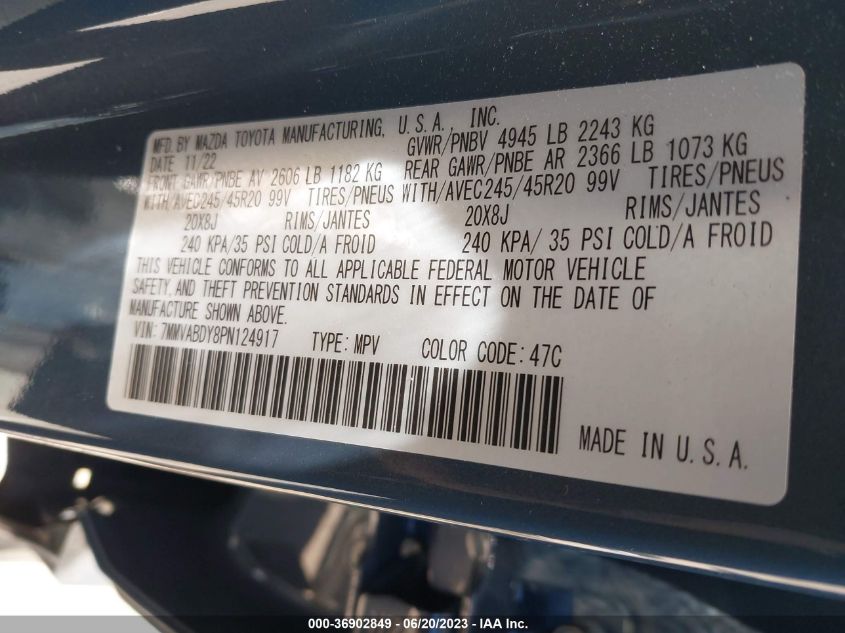 MFD. BY MAZDA TOYOTA MANUFACTURING, U.S.A. INC.
DATE 11/22 GVWR/PNBV 4945 LB 2243 KG
FRONT GAWR/PNBE AV 2606 LB 1182 KG REAR GAWR/PNBE AR 2366 LB 1073 KG
WITH/AVEC245/45R20 99V TIRES/PNEUS WITH/AVEC245/45R20 99V TIRES/PNEUS
20X8J RIMS/JANTES 20X8J RIMS/JANTES
240 KPA/35 PSI COLD/A FROID 240 KPA/ 35 PSI COLD/A FROID
THIS VEHICLE CONFORMS TO ALL APPLICABLE FEDERAL MOTOR VEHICLE
SAFETY, AND THEFT PREVENTION STANDARDS IN EFFECT ON THE DATE OF
MANUFACTURE SHOWN ABOVE.
VIN: 7MMVABDY8PN124917 TYPE: MPV COLOR CODE: 47C
MADE IN U.S.A.
000-36902849 - 06/20/2023 - IAA Inc.